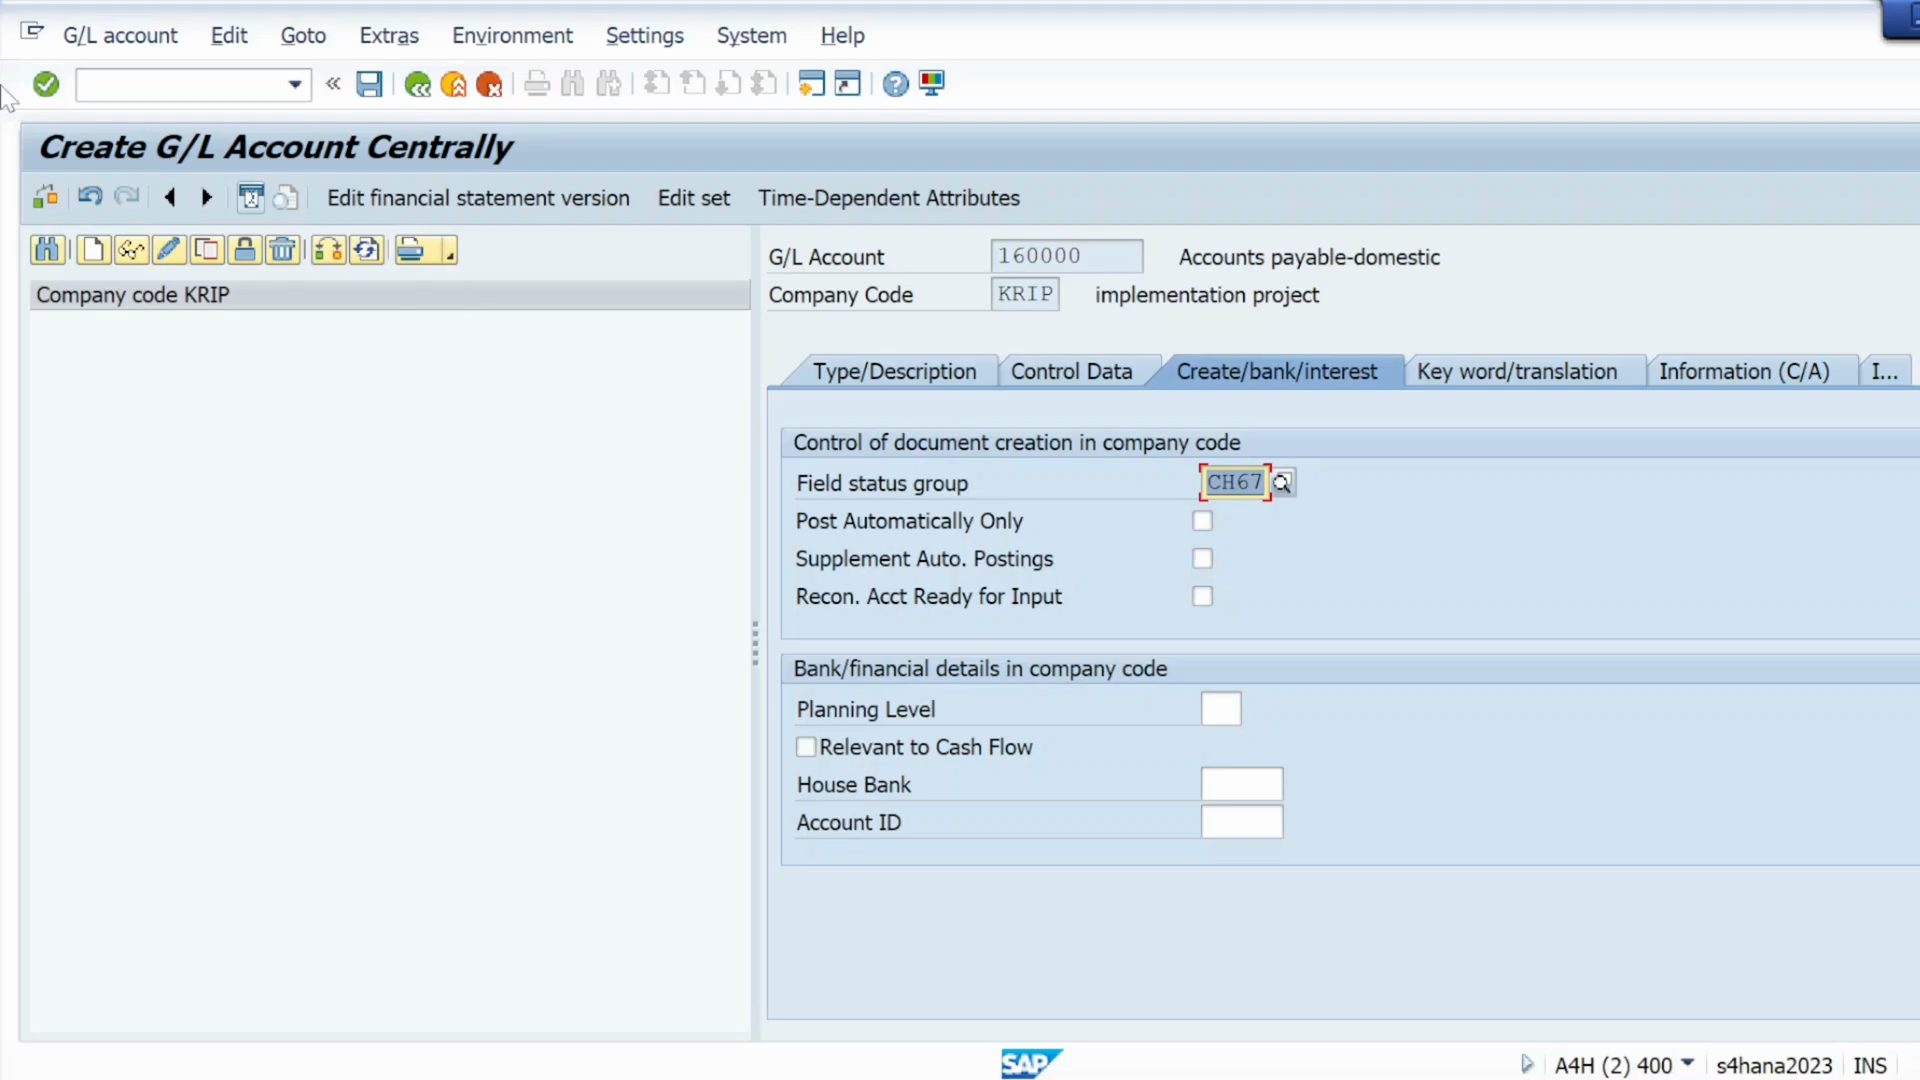 G/L account Edit Goto Extras Environment Settings System Help
Create G/L Account Centrally
Edit financial statement version Edit set Time-Dependent Attributes
G/L Account 160000 Accounts payable-domestic
Company code KRIP
Company Code KRIP implementation project
Type/Description Control Data Create/bank/interest Key word/translation Information (C/A) I...
Control of document creation in company code
Field status group CH67
Post Automatically Only
Supplement Auto. Postings
Recon. Acct Ready for Input
Bank/financial details in company code
Planning Level
Relevant to Cash Flow
House Bank
Account ID
SAP A4H (2) 400 s4hana2023 INS